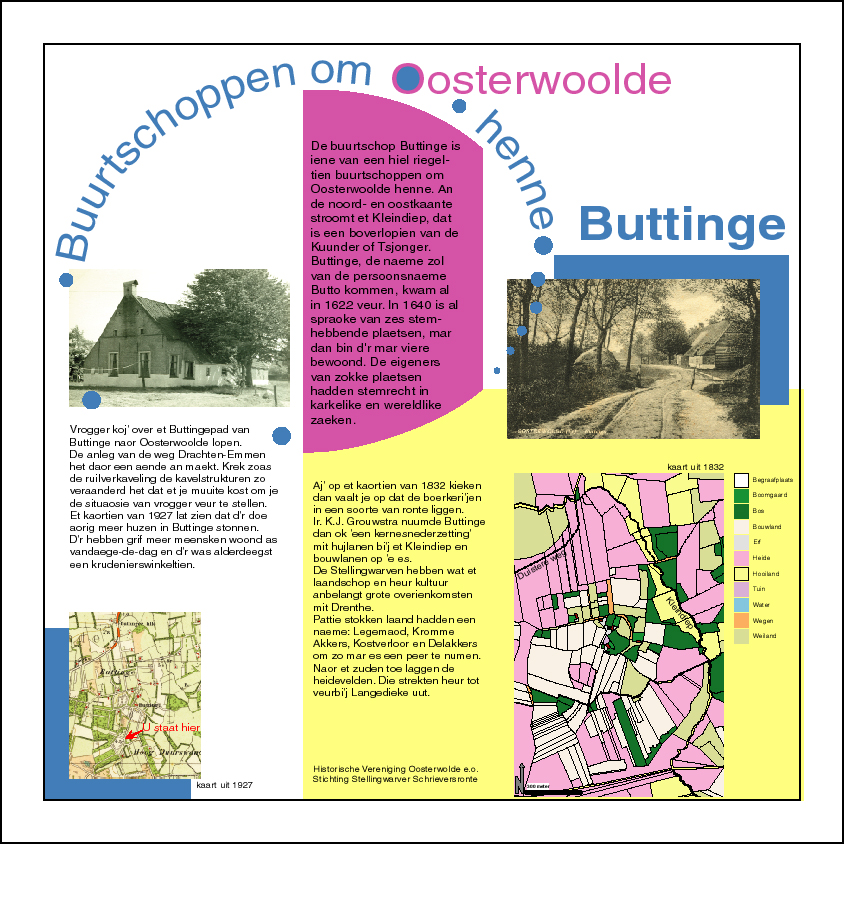 Buurtschoppen om Oosterwoolde henne
Buttinge
De buurtschop Buttinge is
iene van een hiel riegel-
tien buurtschoppen om
Oosterwoolde henne. An
de noord- en oostkaante
stroomt et Kleindiep, dat
is een boverlopien van de
Kuunder of Tsjonger.
Buttinge, de naeme zol
van de persoonsnaeme
Butto kommen, kwam al
in 1622 veur. In 1640 is al
spraoke van zes stem-
hebbende plaetsen, mar
dan bin d'r mar viere
bewoond. De eigeners
van zokke plaetsen
hadden stemrecht in
karkelike en wereldlike
zaeken.
Vrogger koj' over et Buttingepad van
Buttinge naor Oosterwoolde lopen.
De anleg van de weg Drachten-Emmen
het daor een aende an maekt. Krek zoas
de ruilverkaveling de kavelstrukturen zo
veraanderd het dat et je muuite kost om je
de situaosie van vrogger veur te stellen.
Et kaortien van 1927 lat zien dat d'r doe
aorig meer huzen in Buttinge stonnen.
D'r hebben grif meer meensken woond as
vandaege-de-dag en d'r was alderdeegst
een krudenierswinkeltien.
U staat hier
kaart uit 1927
Aj' op et kaortien van 1832 kieken
dan vaalt je op dat de boerkeri'jen
in een soorte van ronte liggen.
Ir. K.J. Grouwstra nuumde Buttinge
dan ok 'een kernesnederzetting'
mit hujlanen bi'j et Kleindiep en
bouwlanen op 'e es.
De Stellingwarven hebben wat et
laandschop en heur kultuur
anbelangt grote overienkomsten
mit Drenthe.
Pattie stokken laand hadden een
naeme: Legemaod, Kromme
Akkers, Kostverloor en Delakkers
om zo mar es een peer te numen.
Naor et zuden toe laggen de
heidevelden. Die strekten heur tot
veurbi'j Langedieke uut.
Historische Vereniging Oosterwolde e.o.
Stichting Stellingwarver Schrieversronte
kaart uit 1832
Duistere weg
Kleindiep
N
300 meter
Begraafplaats
Boomgaard
Bos
Bouwland
Erf
Heide
Hooiland
Tuin
Water
Wegen
Weiland